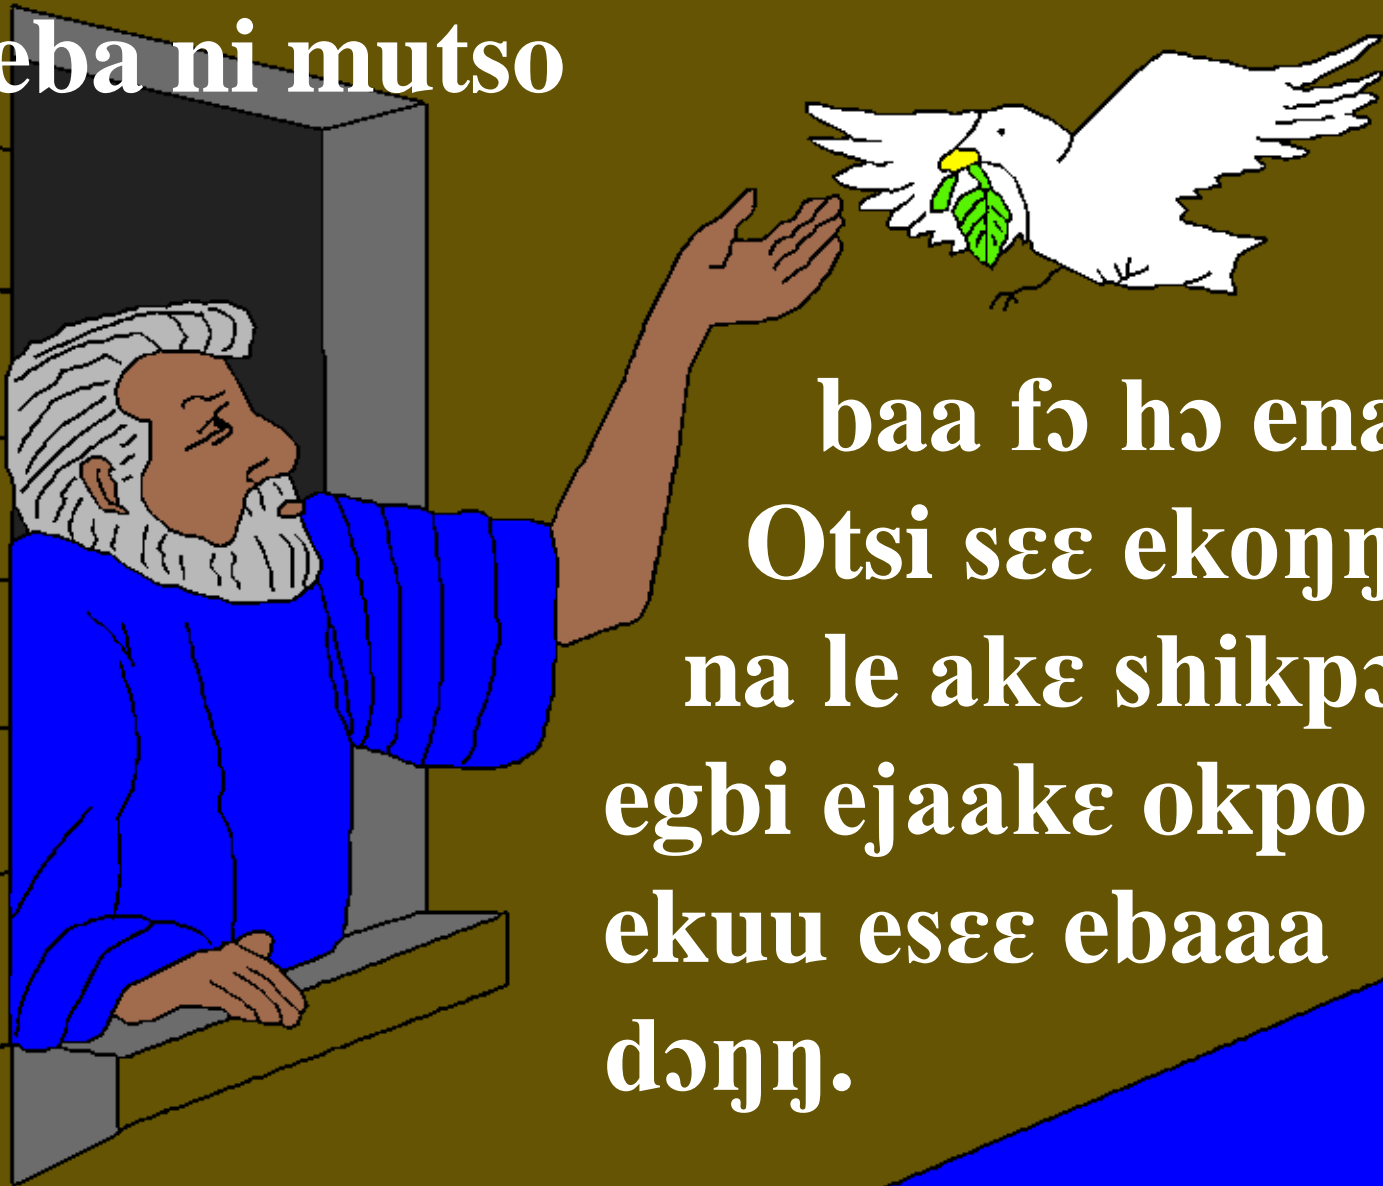 eba ni mutso
baa fɔ hɔ ena
Otsi sɛɛ ekoŋŋ
na le akɛ shikpɔ
egbi ejaakɛ okpo
ekuu esɛɛ ebaaa
dɔŋŋ.